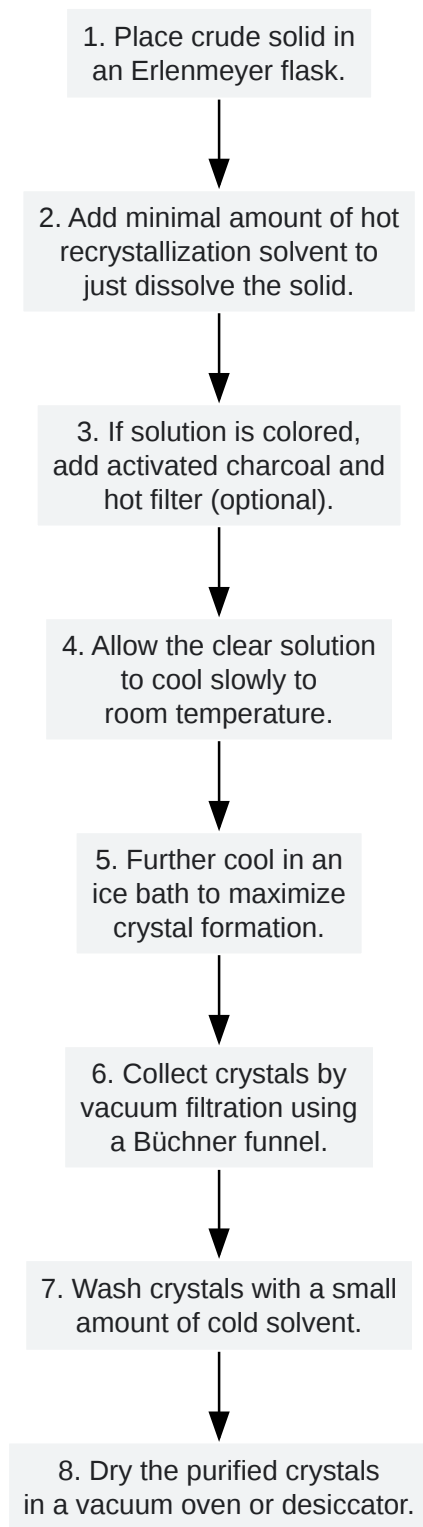 1. Place crude solid in
an Erlenmeyer flask.
2. Add minimal amount of hot
recrystallization solvent to
just dissolve the solid.
3. If solution is colored,
add activated charcoal and
hot filter (optional).
4. Allow the clear solution
to cool slowly to
room temperature.
5. Further cool in an
ice bath to maximize
crystal formation.
6. Collect crystals by
vacuum filtration using
a Büchner funnel.
7. Wash crystals with a small
amount of cold solvent.
8. Dry the purified crystals
in a vacuum oven or desiccator.